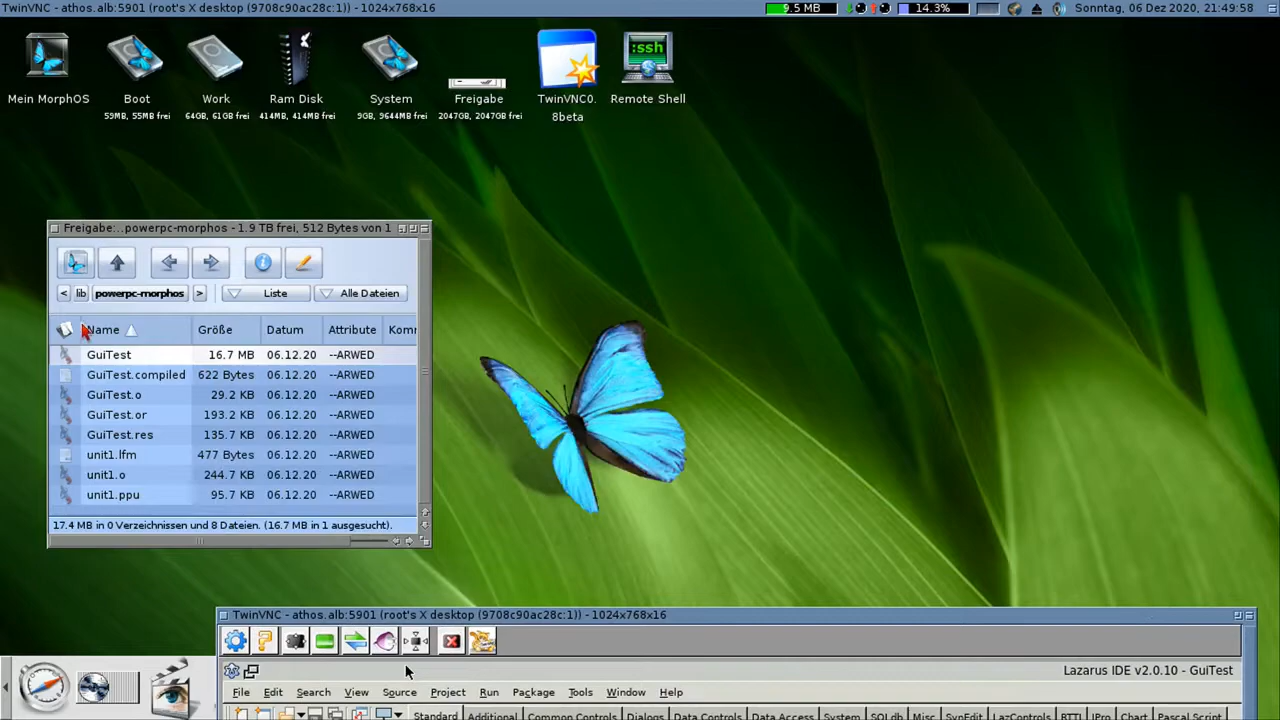 TwinVNC - athos.alb:5901 (root's X desktop (9708c90ac28c:1)) - 1024x768x16
9.5 MB 14.3% Sonntag, 06 Dez 2020, 21:49:58
:ssh
Mein MorphOS Boot Work Ram Disk System Freigabe TwinVNC0. Remote Shell
59MB, 55MB frei 64GB, 61GB frei 414MB, 414MB frei 9GB, 9644MB frei 2047GB, 2047GB frei 8beta
Freigabe:...powerpc-morphos - 1.9 TB frei, 512 Bytes von 1
< lib powerpc-morphos > Liste Alle Dateien
Name Größe Datum Attribute Komm
GuiTest 16.7 MB 06.12.20 --ARWED
GuiTest.compiled 622 Bytes 06.12.20 --ARWED
GuiTest.o 29.2 KB 06.12.20 --ARWED
GuiTest.or 193.2 KB 06.12.20 --ARWED
GuiTest.res 135.7 KB 06.12.20 --ARWED
unit1.lfm 477 Bytes 06.12.20 --ARWED
unit1.o 244.7 KB 06.12.20 --ARWED
unit1.ppu 95.7 KB 06.12.20 --ARWED
17.4 MB in 0 Verzeichnissen und 8 Dateien. (16.7 MB in 1 ausgesucht).
TwinVNC - athos.alb:5901 (root's X desktop (9708c90ac28c:1)) - 1024x768x16
Lazarus IDE v2.0.10 - GuiTest
File Edit Search View Source Project Run Package Tools Window Help
Standard Additional Common Controls Dialogs Data Controls Data Access System SQLdb Misc SynEdit LazControls RTTI IPro Chart Pascal Script